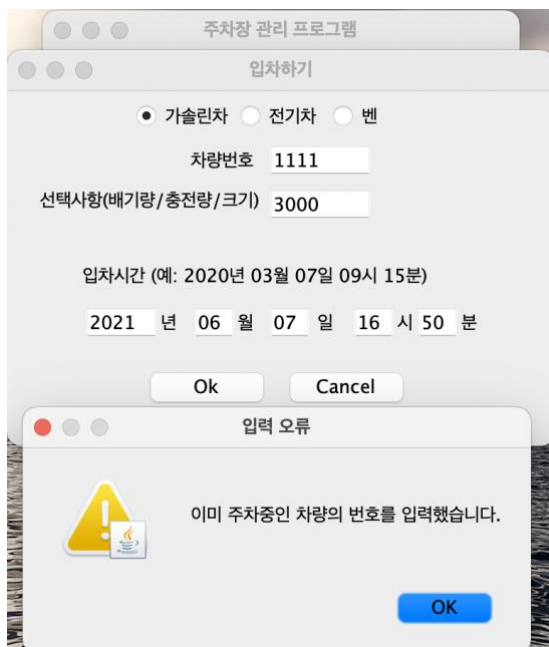 주차장 관리 프로그램
입차하기
가솔린차 전기차 벤
차량번호 1111
선택사항(배기량/충전량/크기) 3000
입차시간 (예: 2020년 03월 07일 09시 15분)
2021 년 06 월 07 일 16 시 50 분
Ok Cancel
입력 오류
이미 주차중인 차량의 번호를 입력했습니다.
OK